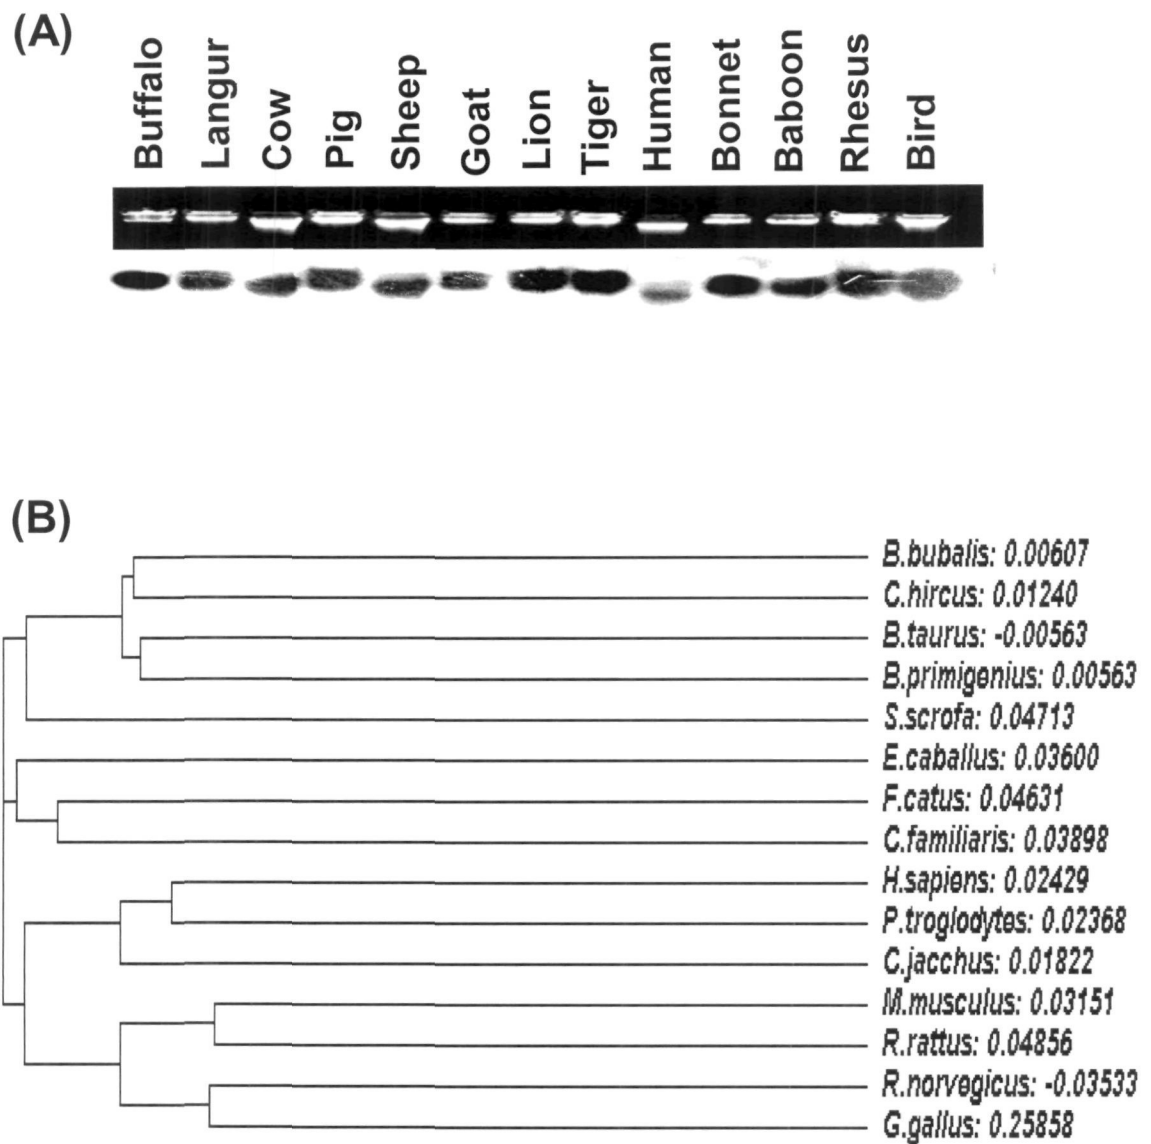 (A)
Buffalo
Langur
Cow
Pig
Sheep
Goat
Lion
Tiger
Human
Bonnet
Baboon
Rhesus
Bird
(B)
B.bubalis: 0.00607
C.hircus: 0.01240
B.taurus: -0.00563
B.primigenius: 0.00563
S.scrofa: 0.04713
E.caballus: 0.03600
F.catus: 0.04631
C.familiaris: 0.03898
H.sapiens: 0.02429
P.troglodytes: 0.02368
C.jacchus: 0.01822
M.musculus: 0.03151
R.rattus: 0.04856
R.norvegicus: -0.03533
G.gallus: 0.25858